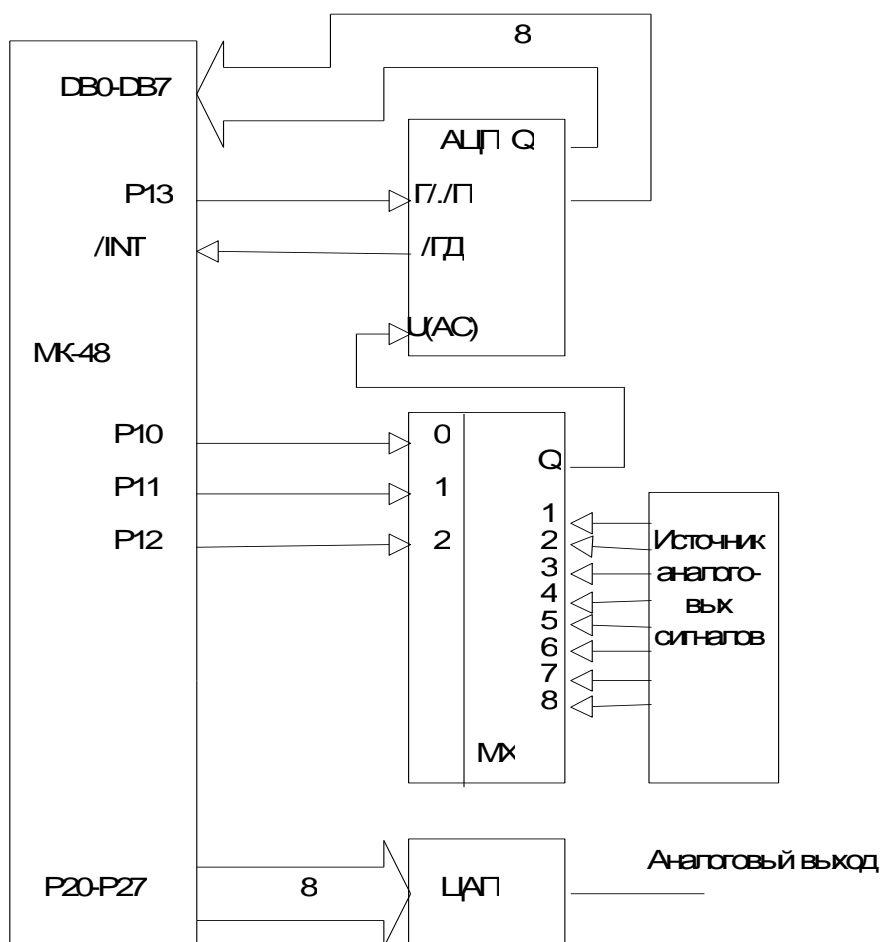 8
DB0-DB7
АЦП Q
P13
Г/./П
/INT
/ГД
U(AC)
МК-48
P10
0
Q
P11
1
1
P12
2
2
3
4
5
6
7
8
Источник
аналого-
вых
сигналов
MX
P20-P27
8
ЦАП
Аналоговый выход